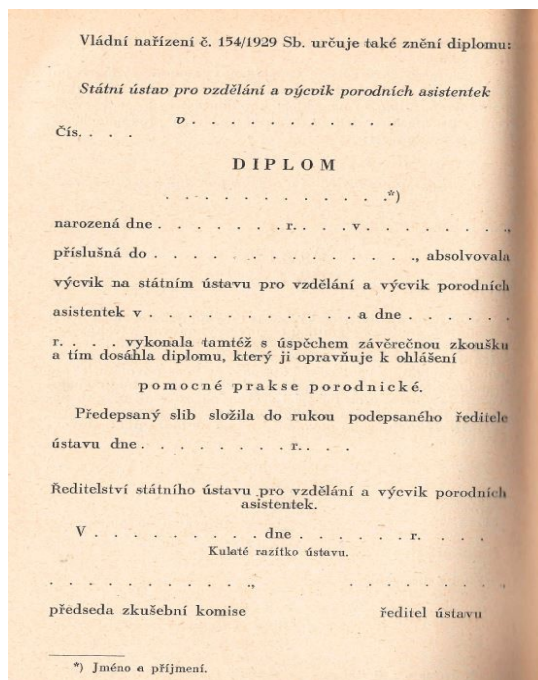 Vládní nařízení č. 154/1929 Sb. určuje také znění diplomu:
Státní ústav pro vzdělání a výcvik porodních asistentek
v . . . . . . . . . . .
Čís. . . .
DIPLOM
. . . . . . . . . . . .*)
narozená dne . . . . . . . r. . . v . . . . . . . .,
příslušná do . . . . . . . . . . . . . ., absolvovala
výcvik na státním ústavu pro vzdělání a výcvik porodních
asistentek v . . . . . . . . . . . a dne . . . . . .
r. . . . vykonala tamtéž s úspěchem závěrečnou zkoušku
a tím dosáhla diplomu, který ji opravňuje k ohlášení
pomocné prakse porodnické.
Předepsaný slib složila do rukou podepsaného ředitele
ústavu dne . . . . . . . . r. . .
Ředitelství státního ústavu pro vzdělání a výcvik porodních
asistentek.
V . . . . . . . . . dne . . . . . . r. . . .
Kulaté razítko ústavu.
. . . . . . . . . . ., . . . . . . . . .
předseda zkušební komise ředitel ústavu
*) Jméno a příjmení.